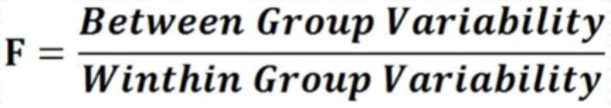 F = Between Group Variability
Winthin Group Variability